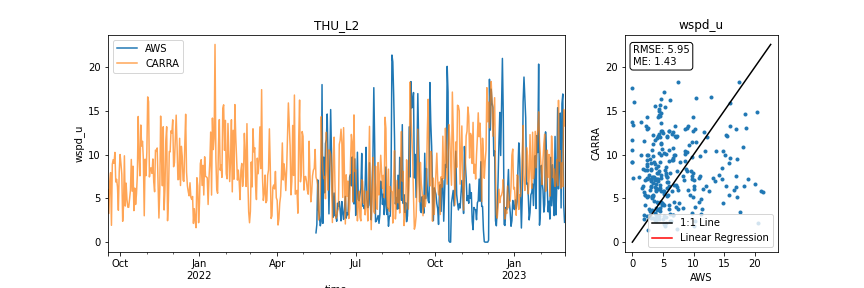 THU_L2
wspd_u
AWS
CARRA
20
15
10
5
0
wspd_u
Oct
Jan
2022
Apr
Jul
Oct
Jan
2023
time
wspd_u
RMSE: 5.95
ME: 1.43
20
15
10
5
0
CARRA
1:1 Line
Linear Regression
0
5
10
15
20
AWS